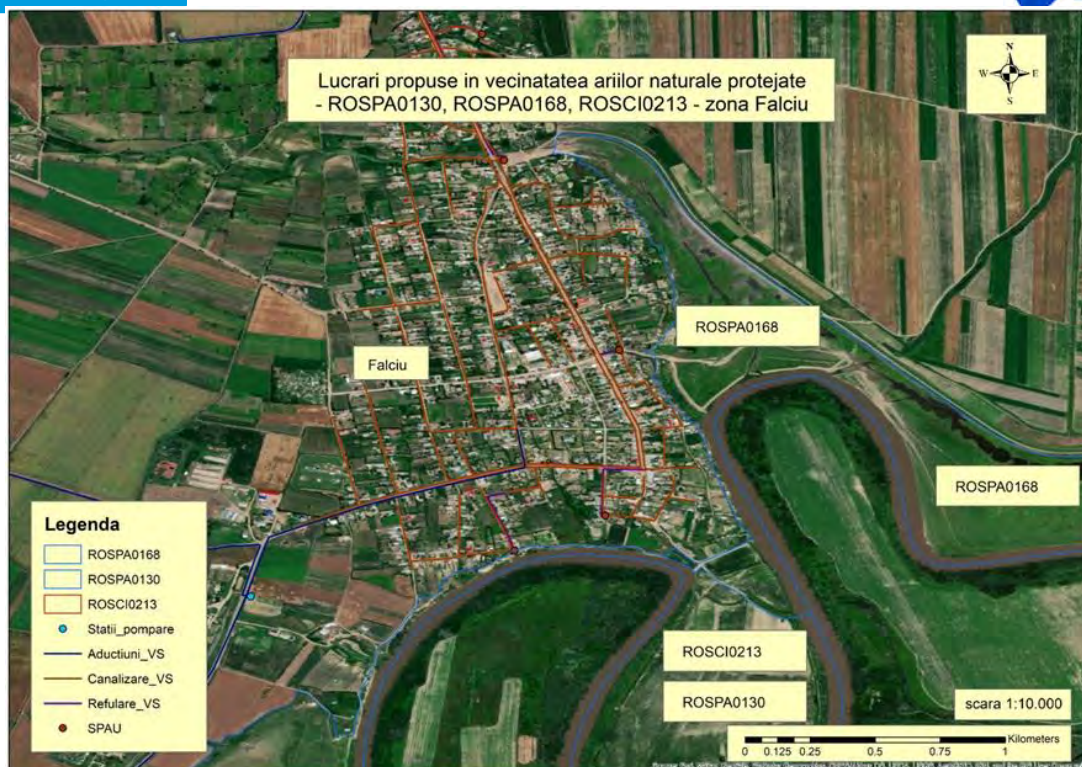 Lucrari propuse in vecinatatea ariilor naturale protejate
- ROSPA0130, ROSPA0168, ROSCI0213 - zona Falciu
N
W E
S
ROSPA0168
Falciu
ROSPA0168
Legenda
ROSPA0168
ROSPA0130
ROSCI0213
Statii_pompare
Aductiuni_VS
Canalizare_VS
Refulare_VS
SPAU
ROSCI0213
ROSPA0130
scara 1:10.000
Kilometers
0 0.125 0.25 0.5 0.75 1